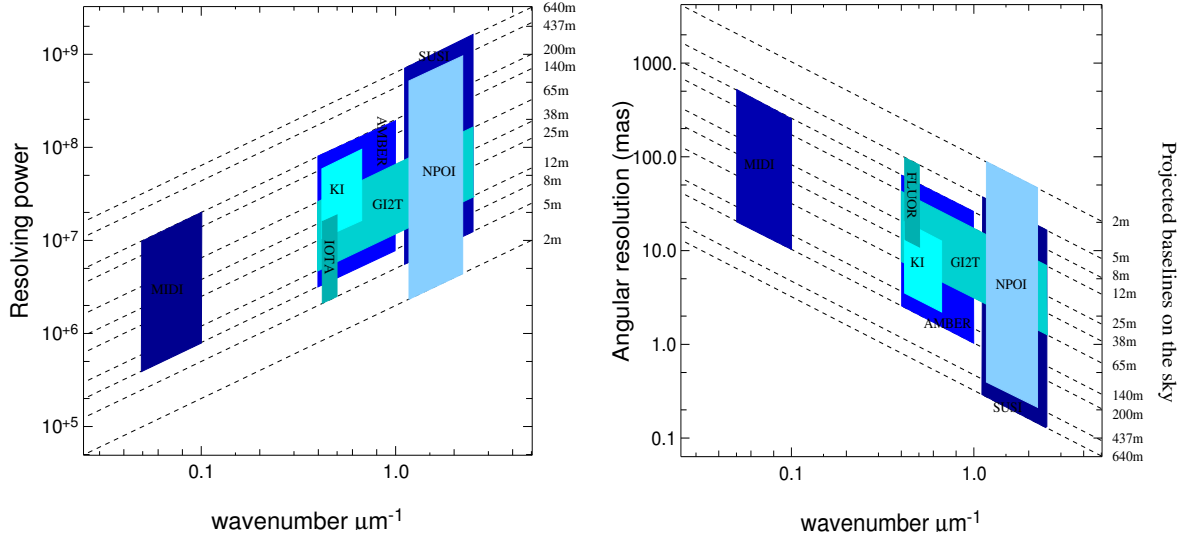 Resolving power
10+9
10+8
10+7
10+6
10+5
0.1
1.0
wavenumber μm-1
640m
437m
200m
140m
65m
38m
25m
12m
8m
5m
2m
SUSI
AMBER
KI
NPOI
GI2T
IOTA
MIDI
Angular resolution (mas)
1000.
100.0
10.0
1.0
0.1
0.1
1.0
wavenumber μm-1
MIDI
FLUOR
KI
GI2T
NPOI
AMBER
SUSI
2m
5m
8m
12m
25m
38m
65m
140m
200m
437m
640m
Projected baselines on the sky